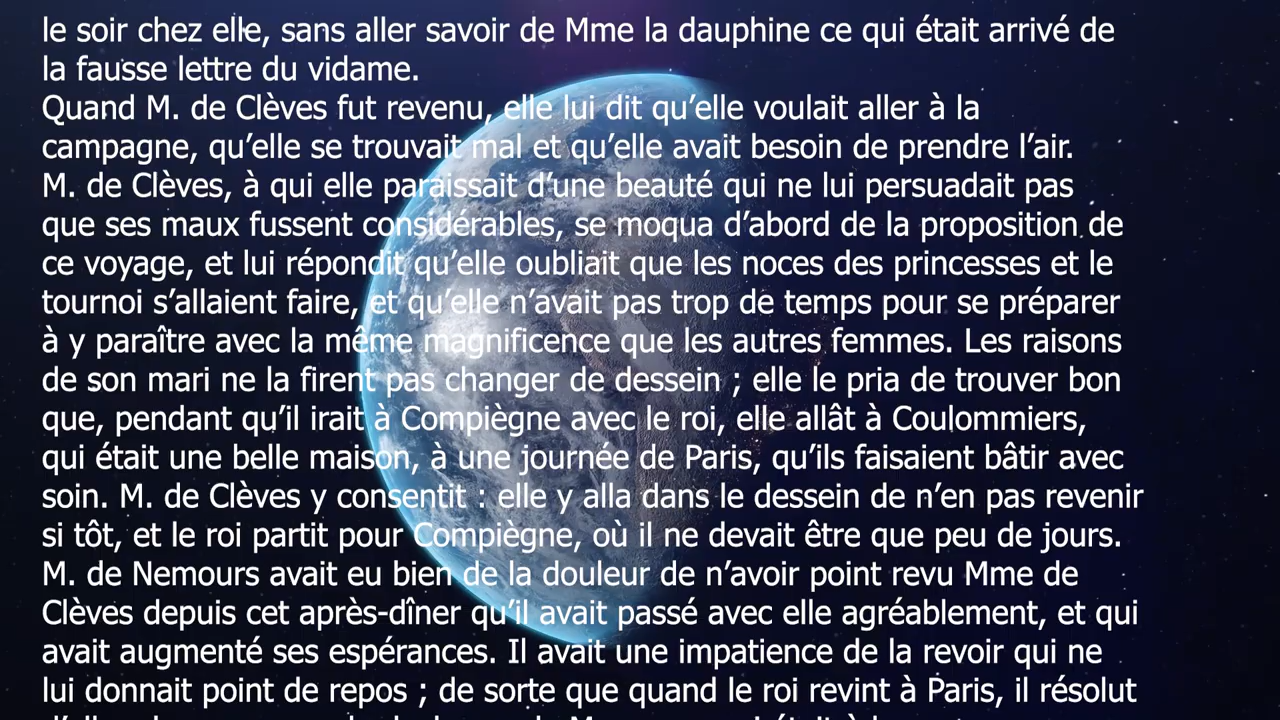 le soir chez elle, sans aller savoir de Mme la dauphine ce qui était arrivé de
la fausse lettre du vidame.
Quand M. de Clèves fut revenu, elle lui dit qu’elle voulait aller à la
campagne, qu’elle se trouvait mal et qu’elle avait besoin de prendre l’air.
M. de Clèves, à qui elle paraissait d’une beauté qui ne lui persuadait pas
que ses maux fussent considérables, se moqua d’abord de la proposition de
ce voyage, et lui répondit qu’elle oubliait que les noces des princesses et le
tournoi s’allaient faire, et qu’elle n’avait pas trop de temps pour se préparer
à y paraître avec la même magnificence que les autres femmes. Les raisons
de son mari ne la firent pas changer de dessein ; elle le pria de trouver bon
que, pendant qu’il irait à Compiègne avec le roi, elle allât à Coulommiers,
qui était une belle maison, à une journée de Paris, qu’ils faisaient bâtir avec
soin. M. de Clèves y consentit : elle y alla dans le dessein de n’en pas revenir
si tôt, et le roi partit pour Compiègne, où il ne devait être que peu de jours.
M. de Nemours avait eu bien de la douleur de n’avoir point revu Mme de
Clèves depuis cet après-dîner qu’il avait passé avec elle agréablement, et qui
avait augmenté ses espérances. Il avait une impatience de la revoir qui ne
lui donnait point de repos ; de sorte que quand le roi revint à Paris, il résolut